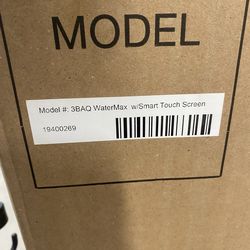 MODEL
Model #: 3BAQ WaterMax w/Smart Touch Screen
19400269